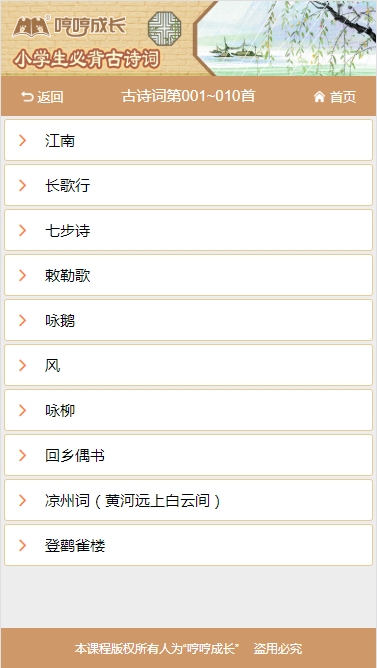 哼哼成长
小学生必背古诗词
返回 古诗词第001~010首 首页
江南
长歌行
七步诗
敕勒歌
咏鹅
风
咏柳
回乡偶书
凉州词（黄河远上白云间）
登鹳雀楼
本课程版权所有人为“哼哼成长” 盗用必究